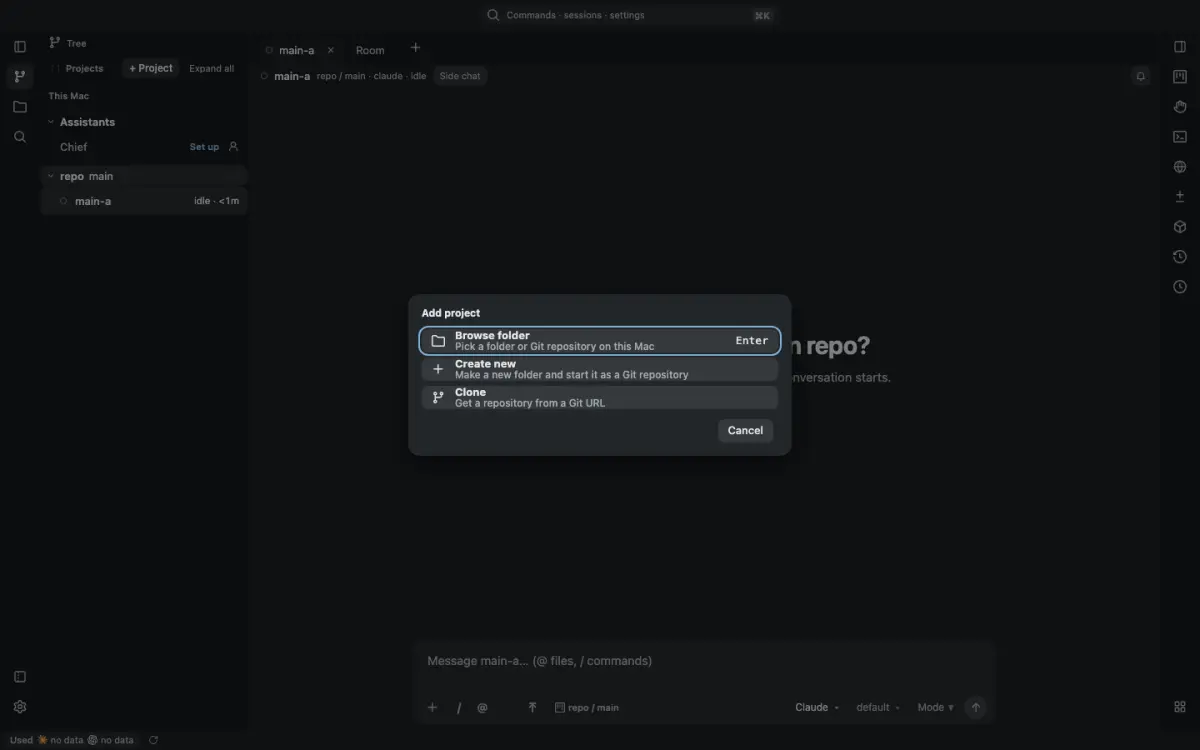 Commands · sessions · settings ⌘K
Tree
Projects + Project Expand all
This Mac
Assistants
Chief Set up
repo main
main-a idle · <1m
main-a × Room +
main-a repo / main · claude · idle Side chat
n repo?
nversation starts.
Add project
Browse folder
Pick a folder or Git repository on this Mac
Enter
Create new
Make a new folder and start it as a Git repository
Clone
Get a repository from a Git URL
Cancel
Message main-a... (@ files, / commands)
+ / @ repo / main Claude default Mode
Used no data no data